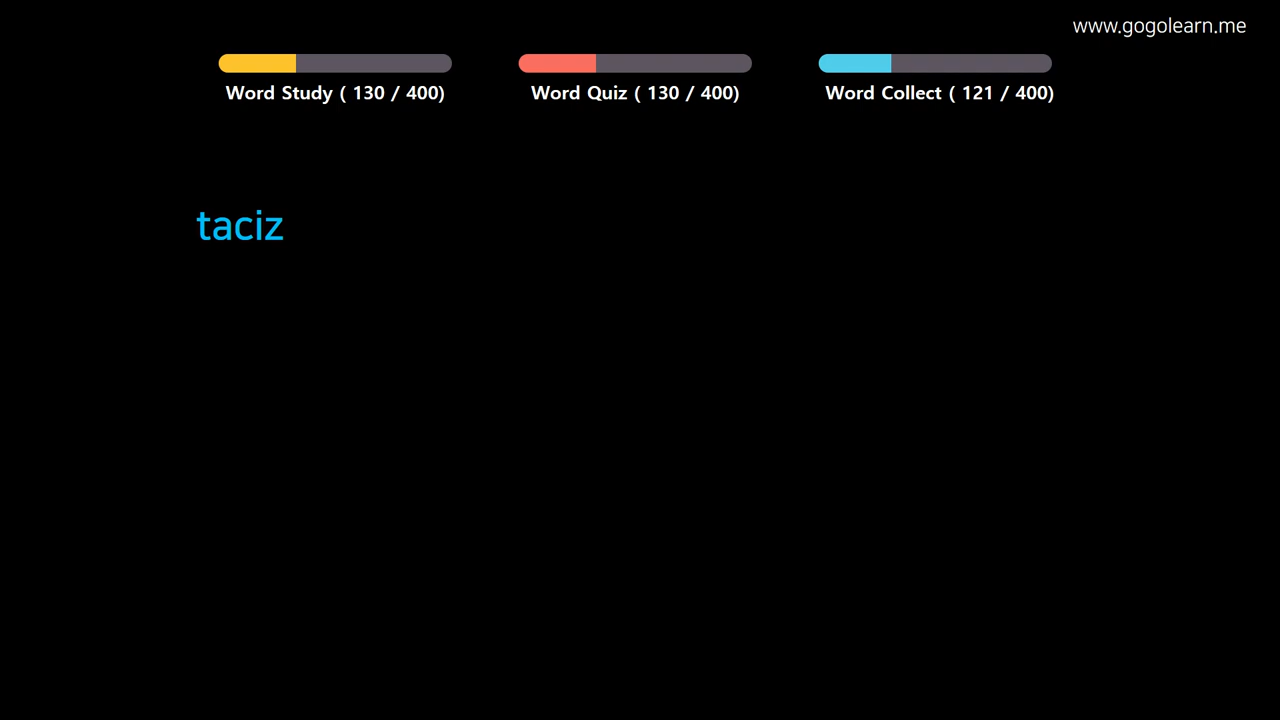 www.gogolearn.me
Word Study ( 130 / 400)
Word Quiz ( 130 / 400)
Word Collect ( 121 / 400)
taciz